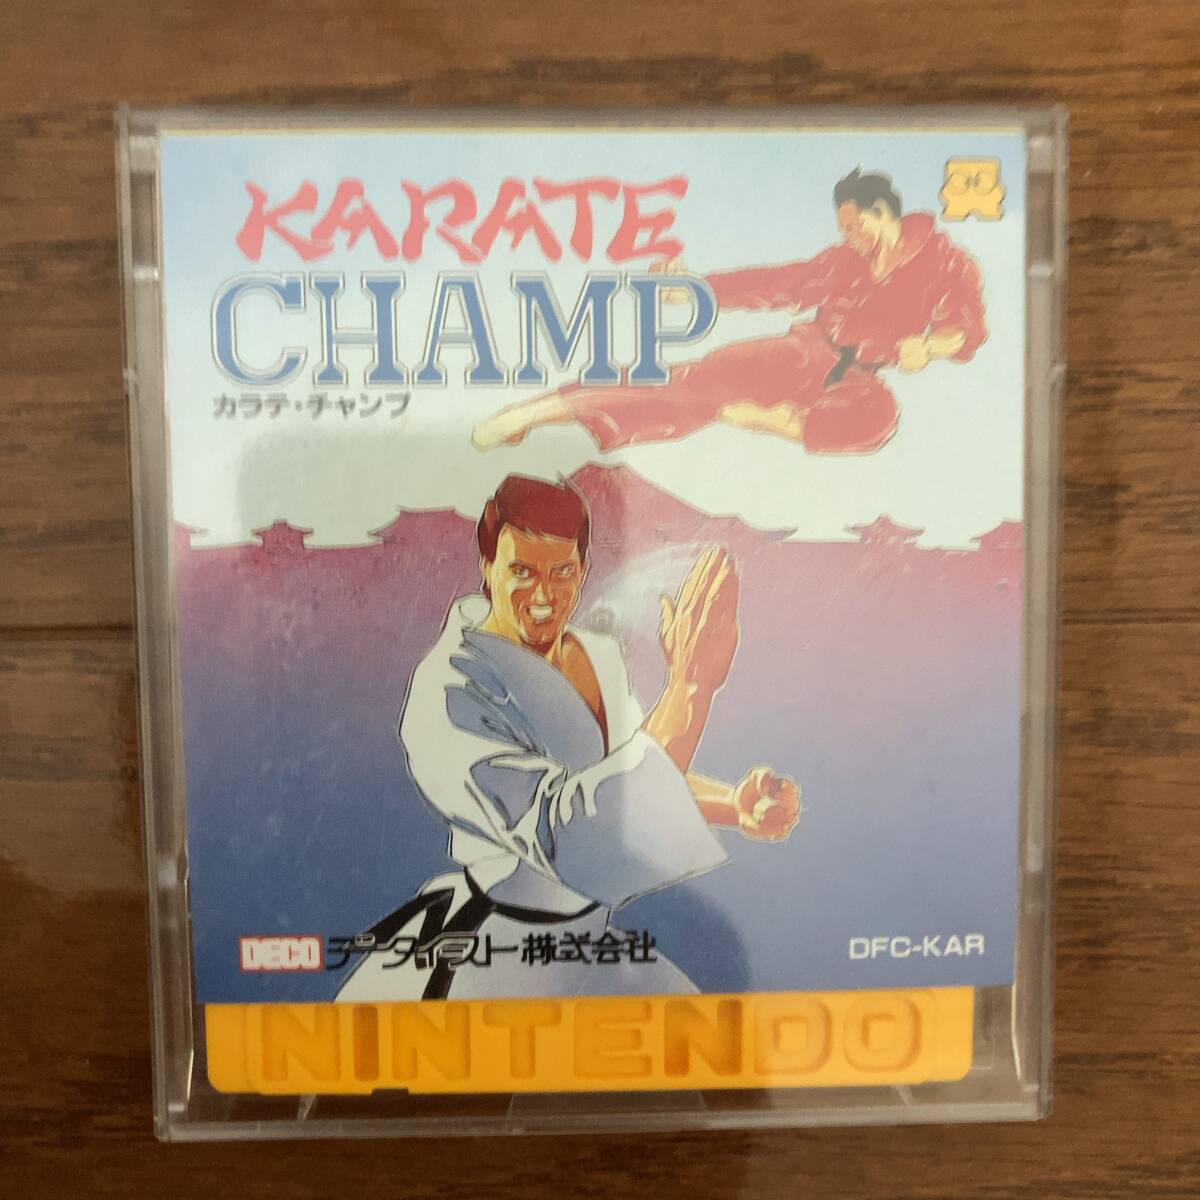 KARATE
CHAMP
カラテ・チャンプ
DECO データイースト株式会社
DFC-KAR
NINTENDO